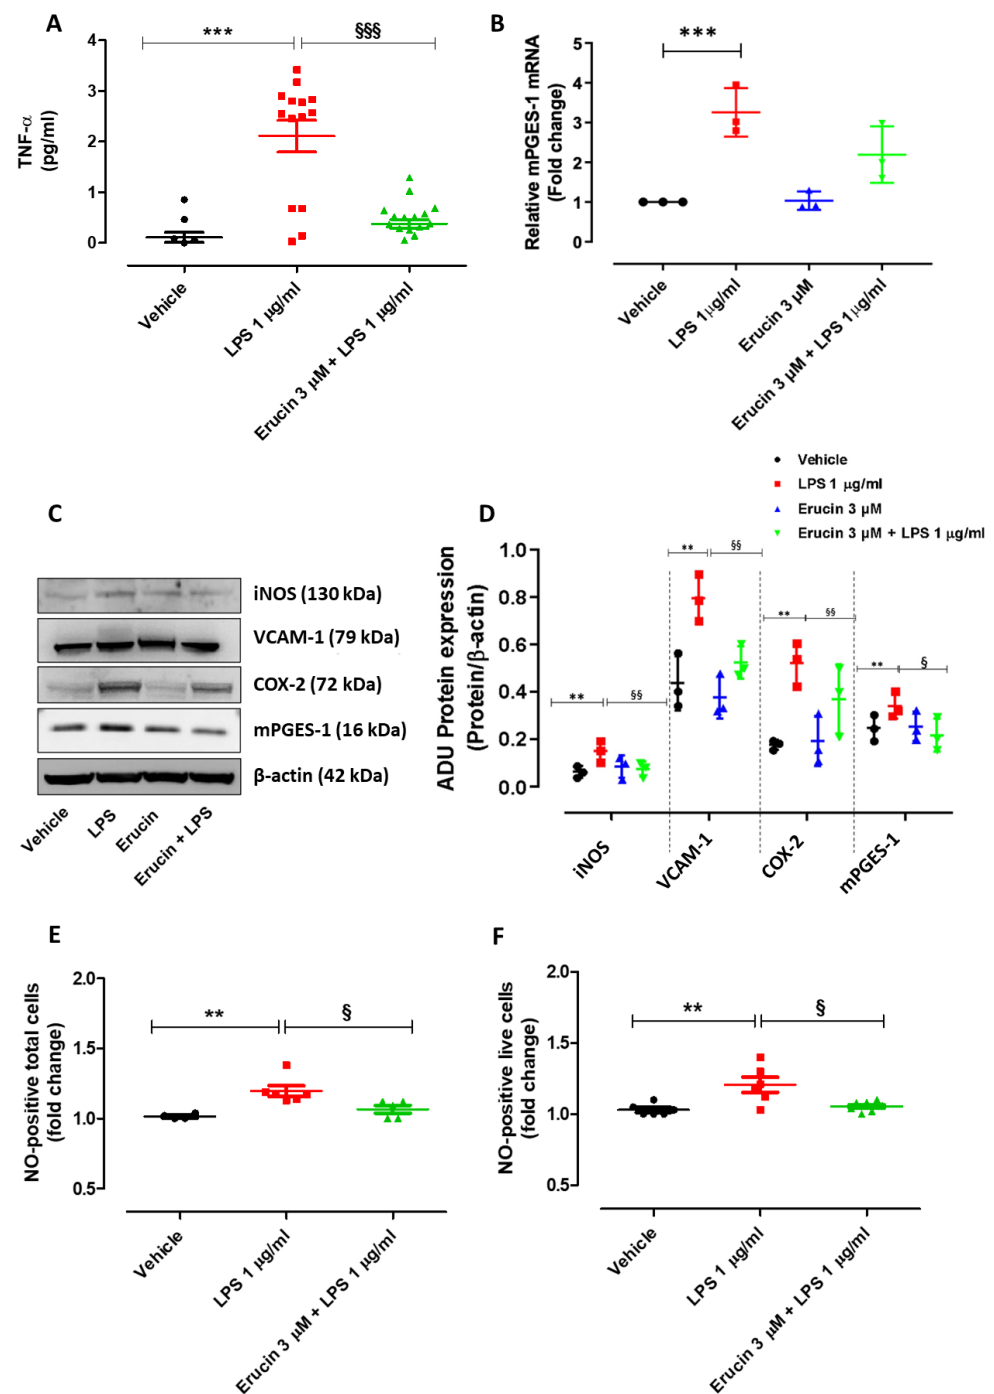 A
TNF-α
(pg/ml)
4
3
2
1
0
***
§§§
Vehicle
LPS 1 µg/ml
Erucin 3 µM + LPS 1 µg/ml
B
Relative mPGES-1 mRNA
(Fold change)
5
4
3
2
1
0
***
Vehicle
LPS 1µg/ml
Erucin 3 µM
Erucin 3 µM + LPS 1µg/ml
C
iNOS (130 kDa)
VCAM-1 (79 kDa)
COX-2 (72 kDa)
mPGES-1 (16 kDa)
β-actin (42 kDa)
Vehicle
LPS
Erucin
Erucin + LPS
Vehicle
LPS 1 µg/ml
Erucin 3 µM
Erucin 3 µM + LPS 1 µg/ml
D
ADU Protein expression
(Protein/β-actin)
1.0
0.8
0.6
0.4
0.2
0.0
**
§§
**
§§
**
§§
**
§
iNOS
VCAM-1
COX-2
mPGES-1
E
NO-positive total cells
(fold change)
2.0
1.5
1.0
0.5
**
§
Vehicle
LPS 1 µg/ml
Erucin 3 µM + LPS 1 µg/ml
F
NO-positive live cells
(fold change)
2.0
1.5
1.0
0.5
**
§
Vehicle
LPS 1 µg/ml
Erucin 3 µM + LPS 1 µg/ml